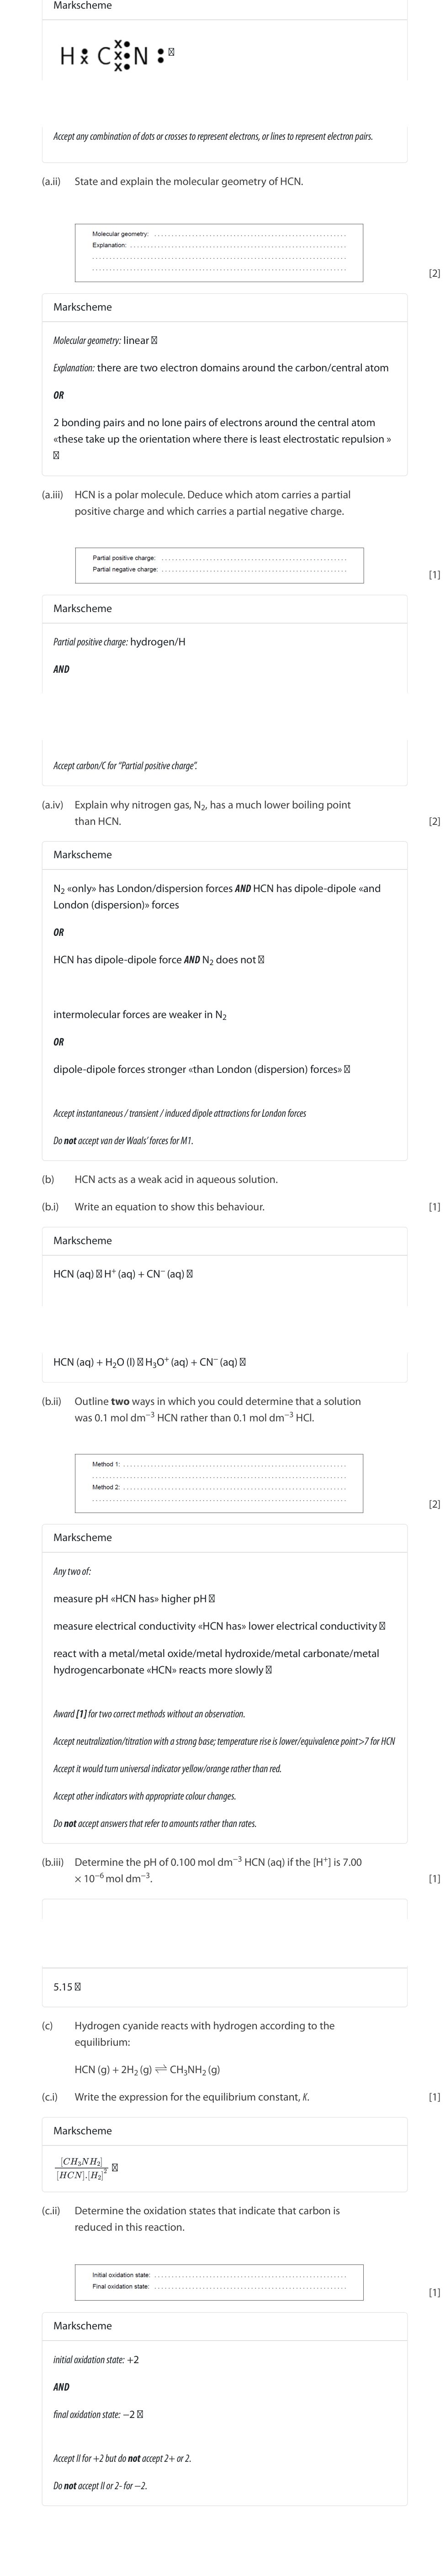 Markscheme
H C N
Accept any combination of dots or crosses to represent electrons, or lines to represent electron pairs.
(a.ii) State and explain the molecular geometry of HCN.
Molecular geometry:
Explanation:
[2]
Markscheme
Molecular geometry: linear
Explanation: there are two electron domains around the carbon/central atom
OR
2 bonding pairs and no lone pairs of electrons around the central atom
«these take up the orientation where there is least electrostatic repulsion »
(a.iii) HCN is a polar molecule. Deduce which atom carries a partial
positive charge and which carries a partial negative charge.
Partial positive charge:
Partial negative charge:
[1]
Markscheme
Partial positive charge: hydrogen/H
AND
Accept carbon/C for “Partial positive charge”.
(a.iv) Explain why nitrogen gas, N₂, has a much lower boiling point
than HCN. [2]
Markscheme
N₂ «only» has London/dispersion forces AND HCN has dipole-dipole «and
London (dispersion)» forces
OR
HCN has dipole-dipole force AND N₂ does not
intermolecular forces are weaker in N₂
OR
dipole-dipole forces stronger «than London (dispersion) forces»
Accept instantaneous / transient / induced dipole attractions for London forces
Do not accept van der Waals’ forces for M1.
(b) HCN acts as a weak acid in aqueous solution.
(b.i) Write an equation to show this behaviour. [1]
Markscheme
HCN (aq) H⁺ (aq) + CN⁻ (aq)
HCN (aq) + H₂O (l) H₃O⁺ (aq) + CN⁻ (aq)
(b.ii) Outline two ways in which you could determine that a solution
was 0.1 mol dm⁻³ HCN rather than 0.1 mol dm⁻³ HCl.
Method 1:
Method 2:
[2]
Markscheme
Any two of:
measure pH «HCN has» higher pH
measure electrical conductivity «HCN has» lower electrical conductivity
react with a metal/metal oxide/metal hydroxide/metal carbonate/metal
hydrogencarbonate «HCN» reacts more slowly
Award [1] for two correct methods without an observation.
Accept neutralization/titration with a strong base; temperature rise is lower/equivalence point>7 for HCN
Accept it would turn universal indicator yellow/orange rather than red.
Accept other indicators with appropriate colour changes.
Do not accept answers that refer to amounts rather than rates.
(b.iii) Determine the pH of 0.100 mol dm⁻³ HCN (aq) if the [H⁺] is 7.00
× 10⁻⁶ mol dm⁻³. [1]
5.15
(c) Hydrogen cyanide reacts with hydrogen according to the
equilibrium:
HCN (g) + 2H₂ (g) ⇌ CH₃NH₂ (g)
(c.i) Write the expression for the equilibrium constant, K. [1]
Markscheme
[CH₃NH₂]
[HCN].[H₂]²
(c.ii) Determine the oxidation states that indicate that carbon is
reduced in this reaction.
Initial oxidation state:
Final oxidation state:
[1]
Markscheme
initial oxidation state: +2
AND
final oxidation state: −2
Accept II for +2 but do not accept 2+ or 2.
Do not accept II or 2- for −2.